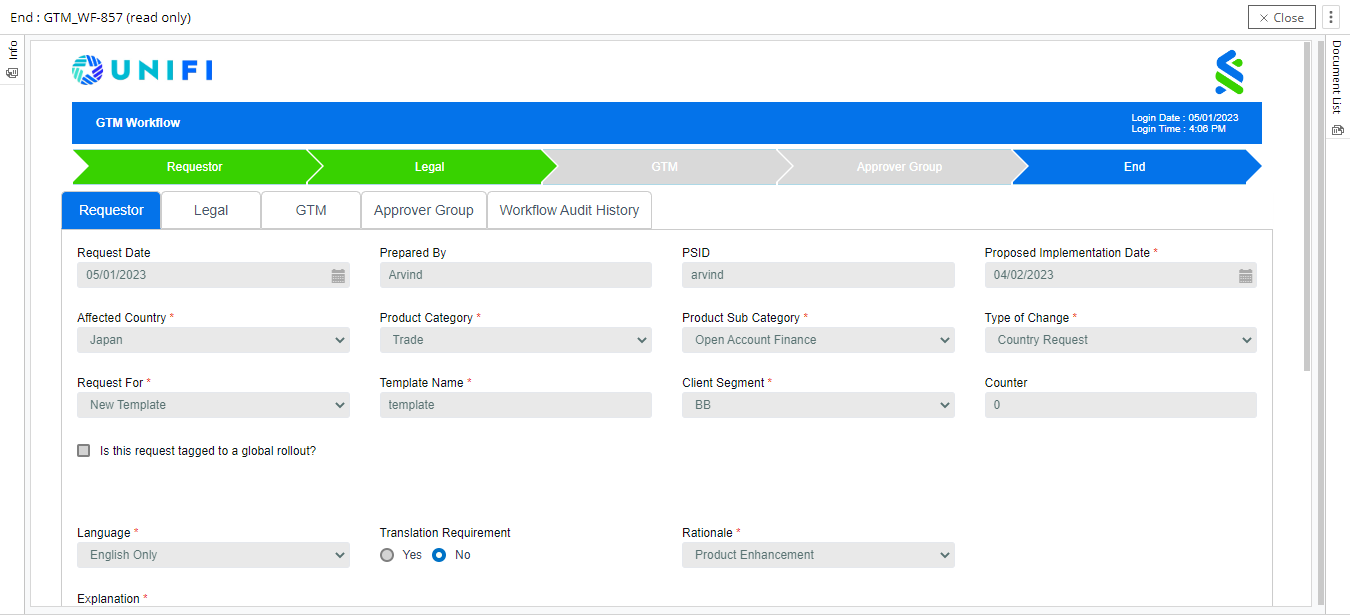 End : GTM_WF-857 (read only)
Close
Info
Document List
UNIFI
GTM Workflow
Login Date : 05/01/2023
Login Time : 4:06 PM
Requestor Legal GTM Approver Group End
Requestor Legal GTM Approver Group Workflow Audit History
Request Date Prepared By PSID Proposed Implementation Date *
05/01/2023 Arvind arvind 04/02/2023
Affected Country * Product Category * Product Sub Category * Type of Change *
Japan Trade Open Account Finance Country Request
Request For * Template Name * Client Segment * Counter
New Template template BB 0
Is this request tagged to a global rollout?
Language * Translation Requirement Rationale *
English Only Yes No Product Enhancement
Explanation *